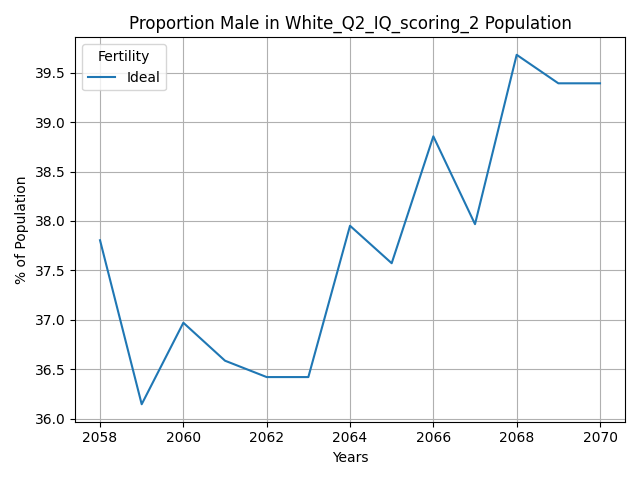 Proportion Male in White_Q2_IQ_scoring_2 Population
Fertility
Ideal
% of Population
39.5
39.0
38.5
38.0
37.5
37.0
36.5
36.0
2058 2060 2062 2064 2066 2068 2070
Years